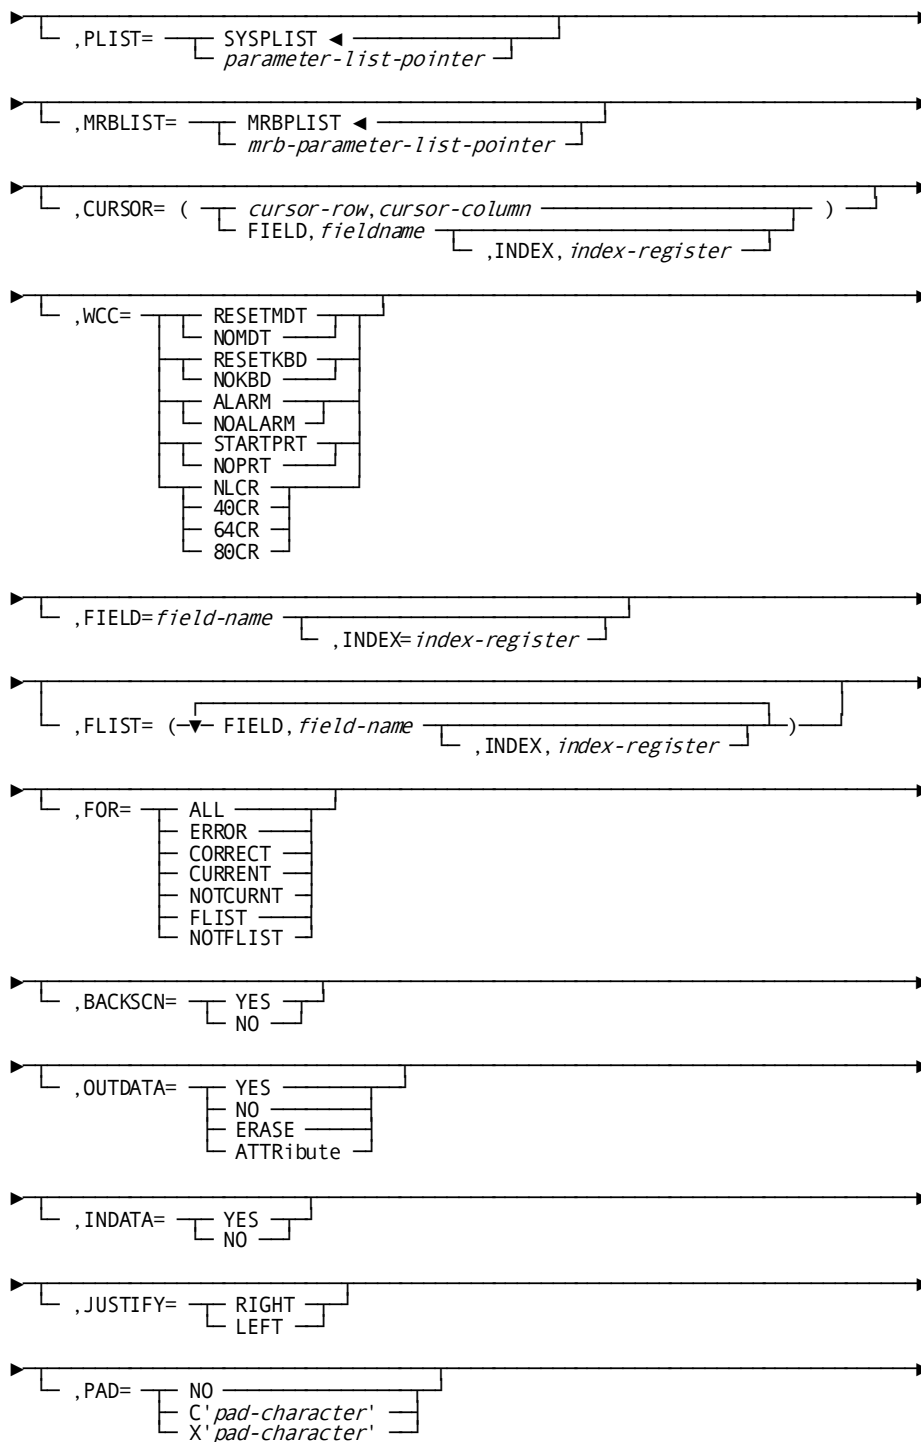 ,PLIST= SYSPLIST ◄
parameter-list-pointer
,MRBLIST= MRBPLIST ◄
mrb-parameter-list-pointer
,CURSOR= ( cursor-row,cursor-column )
FIELD,fieldname
,INDEX,index-register
,WCC= RESETMDT
NOMDT
RESETKBD
NOKBD
ALARM
NOALARM
STARTPRT
NOPRT
NLCR
40CR
64CR
80CR
,FIELD=field-name
,INDEX=index-register
,FLIST= ( FIELD,field-name )
,INDEX,index-register
,FOR= ALL
ERROR
CORRECT
CURRENT
NOTCURNT
FLIST
NOTFLIST
,BACKSCN= YES
NO
,OUTDATA= YES
NO
ERASE
ATTRibute
,INDATA= YES
NO
,JUSTIFY= RIGHT
LEFT
,PAD= NO
C'pad-character'
X'pad-character'